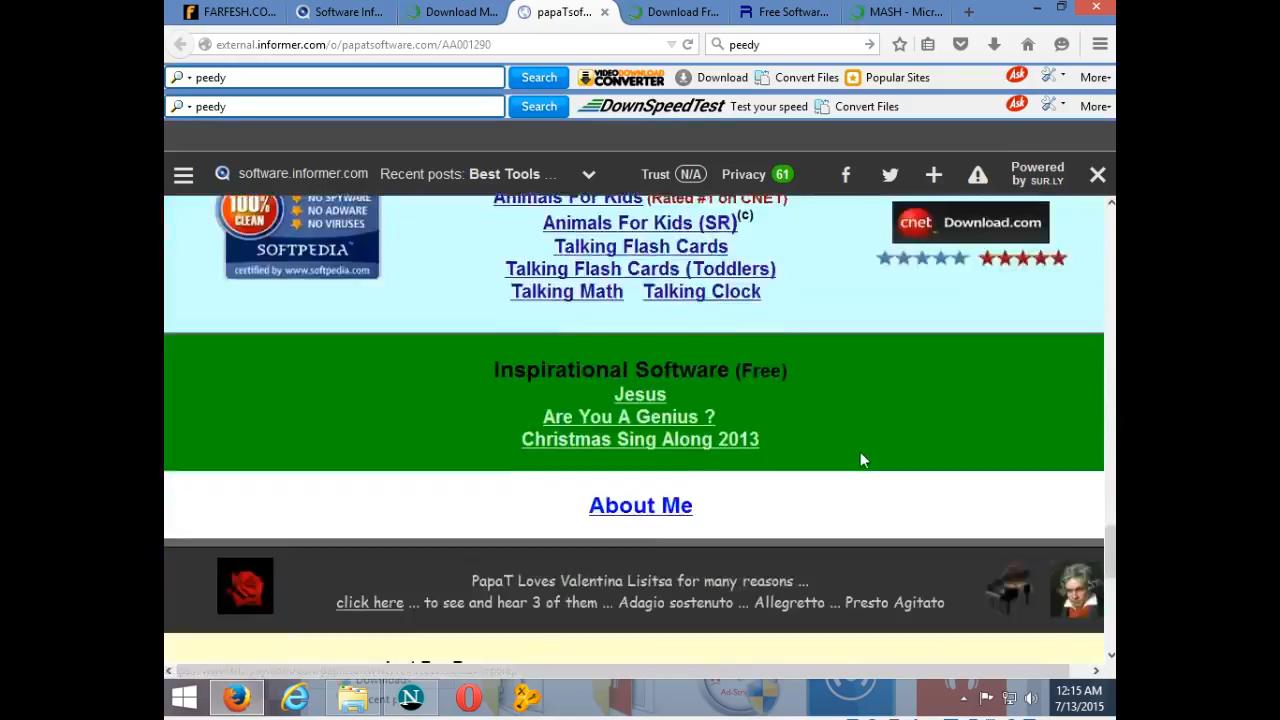 FARFESH.CO...
Software Inf...
Download M...
papaTsof...
Download Fr...
Free Softwar...
MASH - Micr...
external.informer.com/o/papatsoftware.com/AA001290
peedy
peedy
Search
VIDEO DOWNLOAD CONVERTER
Download
Convert Files
Popular Sites
Ask
More
peedy
Search
DownSpeedTest
Test your speed
Convert Files
Ask
More
software.informer.com
Recent posts: Best Tools ...
Trust N/A
Privacy 61
Powered
by SUR.LY
100%
CLEAN
NO SPYWARE
NO ADWARE
NO VIRUSES
SOFTPEDIA
certified by www.softpedia.com
Animals For Kids (Rated #1 on CNET)
Animals For Kids (SR)(c)
Talking Flash Cards
Talking Flash Cards (Toddlers)
Talking Math Talking Clock
cnet Download.com
Inspirational Software (Free)
Jesus
Are You A Genius ?
Christmas Sing Along 2013
About Me
PapaT Loves Valentina Lisitsa for many reasons ...
click here ... to see and hear 3 of them ... Adagio sostenuto ... Allegretto ... Presto Agitato
12:15 AM
7/13/2015